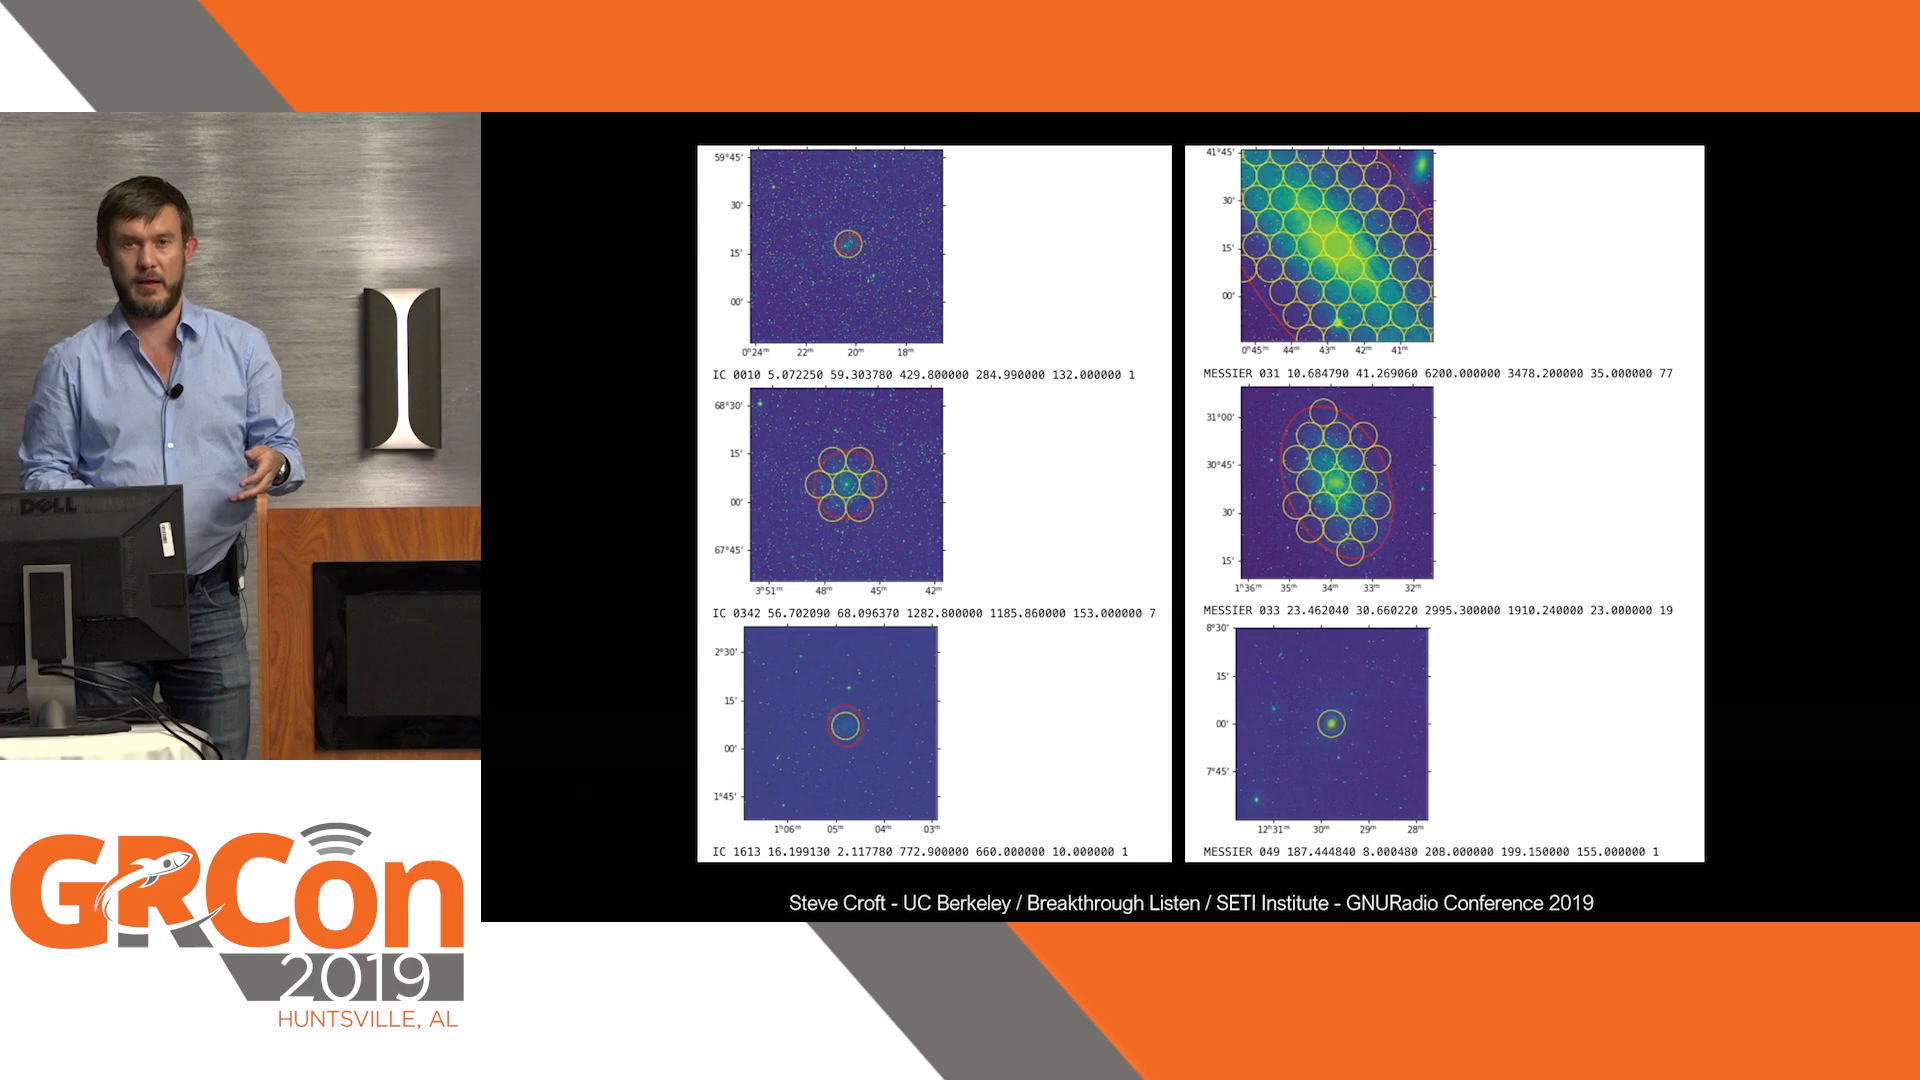 59°45'
30'
15'
00'
0ʰ24ᵐ 22ᵐ 20ᵐ 18ᵐ
IC 0010 5.072250 59.303780 429.800000 284.990000 132.000000 1
68°30'
15'
00'
67°45'
3ʰ51ᵐ 48ᵐ 45ᵐ 42ᵐ
IC 0342 56.702090 68.096370 1282.800000 1185.860000 153.000000 7
2°30'
15'
00'
1°45'
1ʰ06ᵐ 05ᵐ 04ᵐ 03ᵐ
IC 1613 16.199130 2.117780 772.900000 660.000000 10.000000 1
41°45'
30'
15'
00'
0ʰ45ᵐ 44ᵐ 43ᵐ 42ᵐ 41ᵐ
MESSIER 031 10.684790 41.269060 6200.000000 3478.200000 35.000000 77
31°00'
30°45'
30'
15'
1ʰ36ᵐ 35ᵐ 34ᵐ 33ᵐ 32ᵐ
MESSIER 033 23.462040 30.660220 2995.300000 1910.240000 23.000000 19
8°30'
15'
00'
7°45'
12ʰ31ᵐ 30ᵐ 29ᵐ 28ᵐ
MESSIER 049 187.444840 8.000480 208.000000 199.150000 155.000000 1
Steve Croft - UC Berkeley / Breakthrough Listen / SETI Institute - GNURadio Conference 2019
DELL
GRCon
2019
HUNTSVILLE, AL